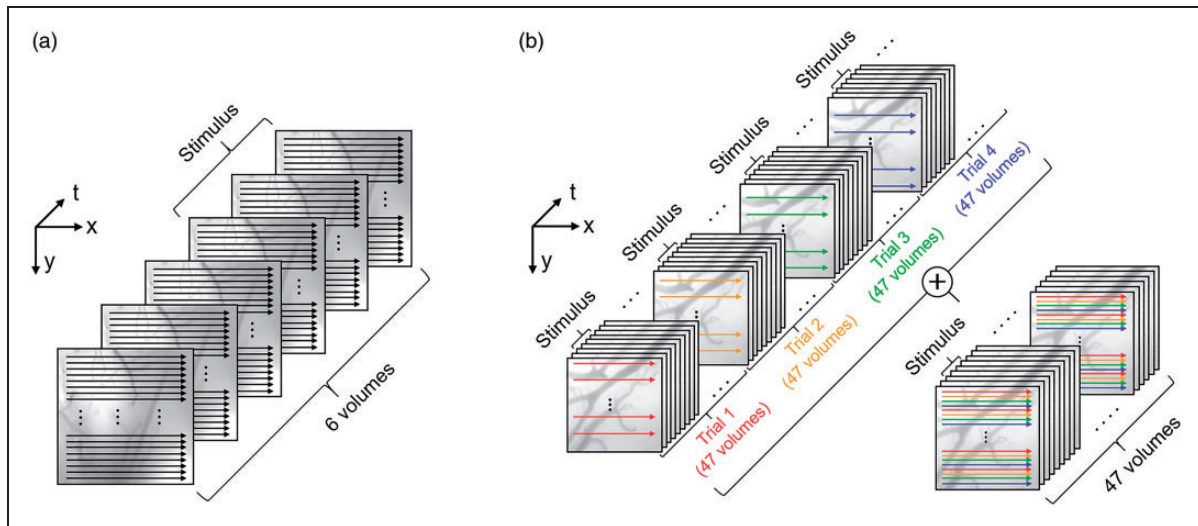 (a)
Stimulus
t
x
y
6 volumes
(b)
Stimulus
Stimulus
Stimulus
Stimulus
t
x
y
Trial 1
(47 volumes)
Trial 2
(47 volumes)
Trial 3
(47 volumes)
Trial 4
(47 volumes)
+
Stimulus
47 volumes